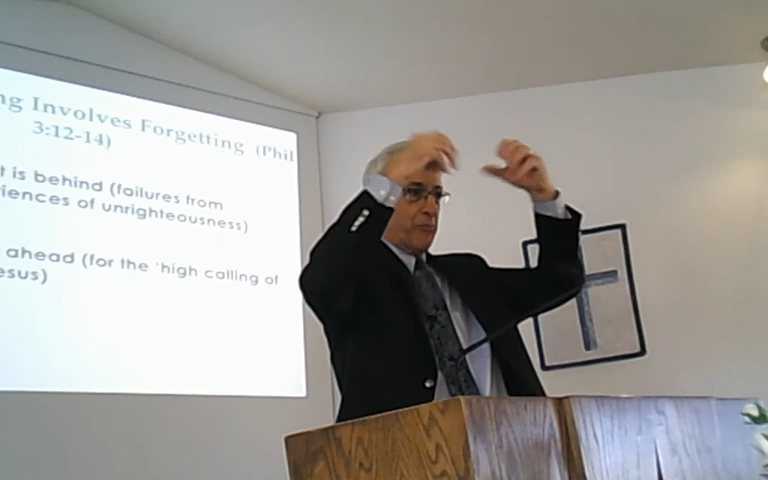 ng Involves Forgetting (Phil
3:12-14)
t is behind (failures from
iences of unrighteousness)
ahead (for the 'high calling of
esus)